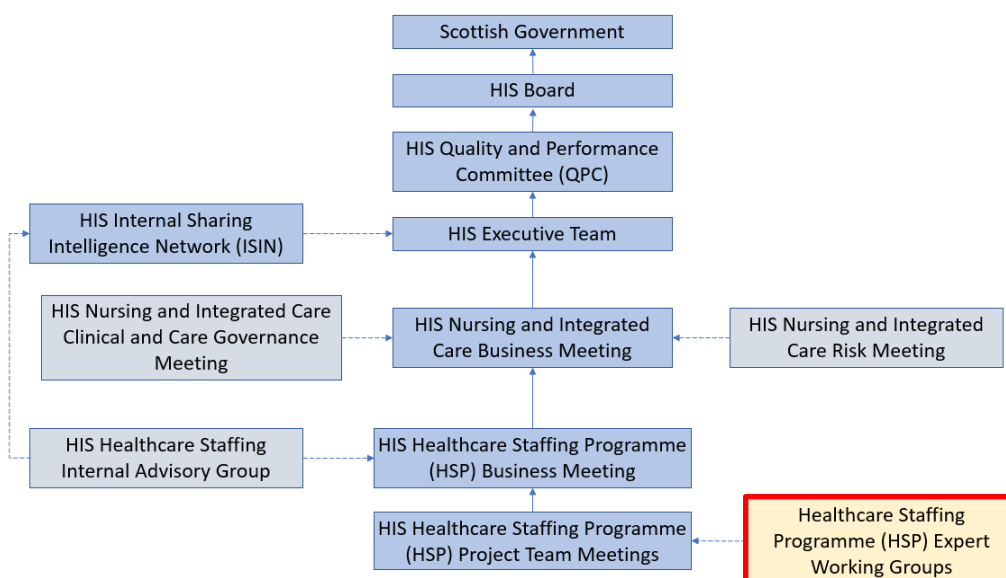 Scottish Government
HIS Board
HIS Quality and Performance
Committee (QPC)
HIS Internal Sharing
Intelligence Network (ISIN)
HIS Executive Team
HIS Nursing and Integrated Care
Clinical and Care Governance
Meeting
HIS Nursing and Integrated
Care Business Meeting
HIS Nursing and Integrated
Care Risk Meeting
HIS Healthcare Staffing
Internal Advisory Group
HIS Healthcare Staffing Programme
(HSP) Business Meeting
HIS Healthcare Staffing Programme
(HSP) Project Team Meetings
Healthcare Staffing
Programme (HSP) Expert
Working Groups